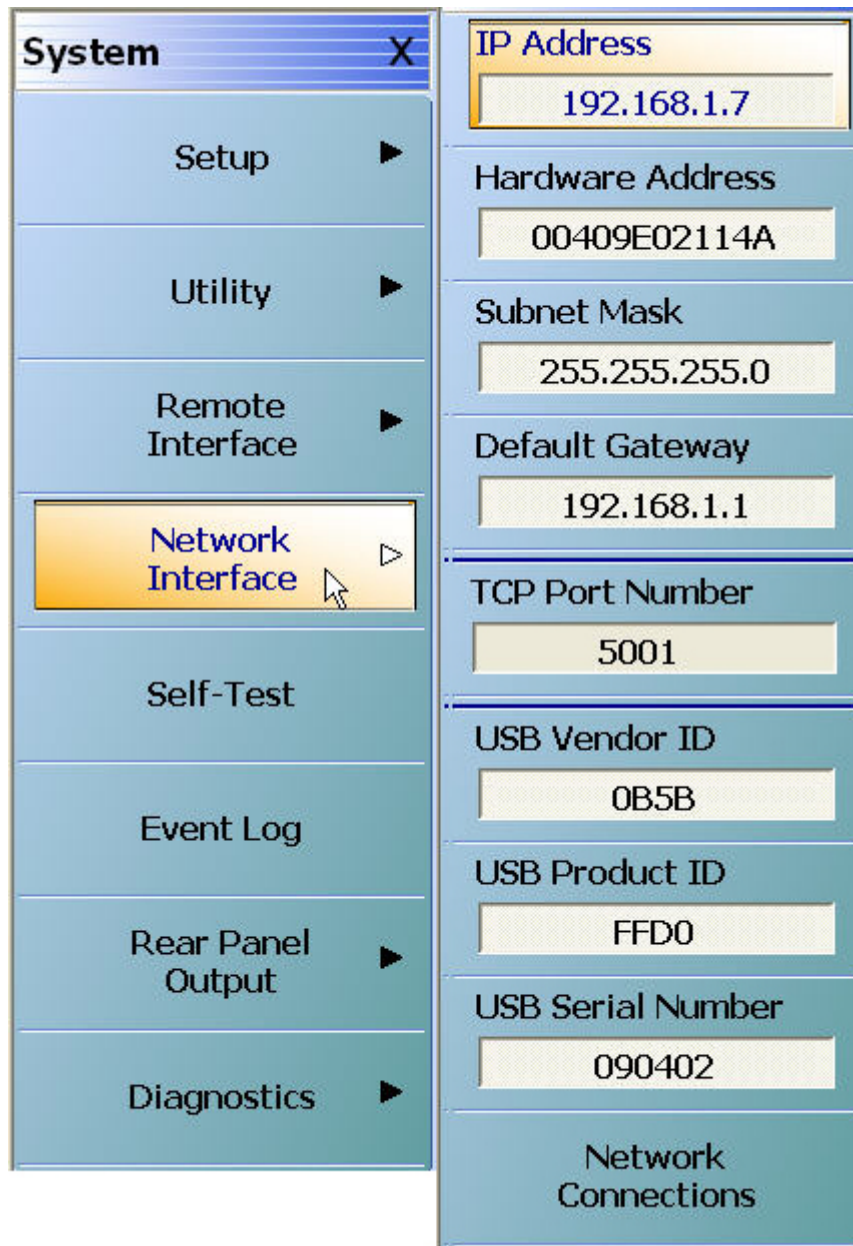 System X
Setup
Utility
Remote
Interface
Network
Interface
Self-Test
Event Log
Rear Panel
Output
Diagnostics
IP Address
192.168.1.7
Hardware Address
00409E02114A
Subnet Mask
255.255.255.0
Default Gateway
192.168.1.1
TCP Port Number
5001
USB Vendor ID
0B5B
USB Product ID
FFD0
USB Serial Number
090402
Network
Connections